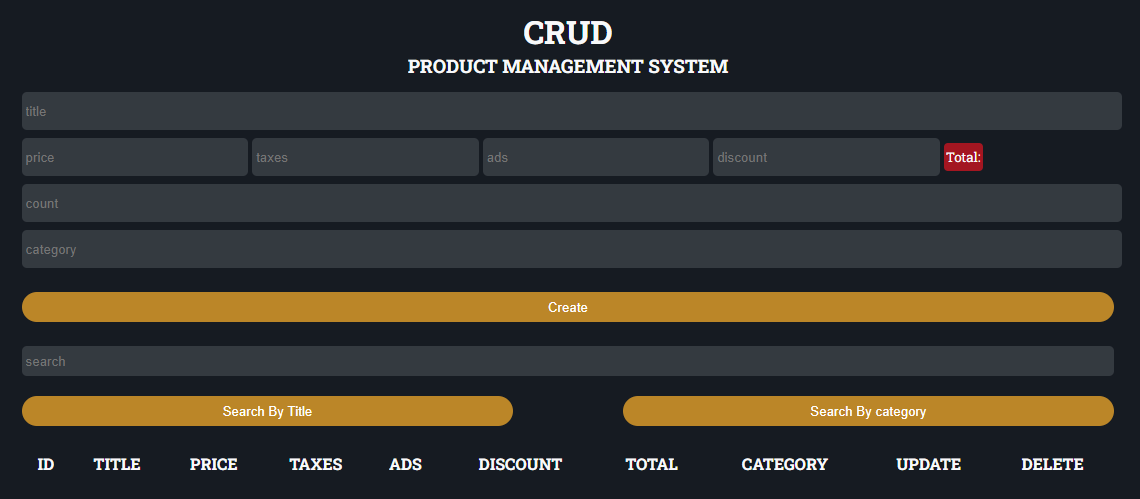 CRUD
PRODUCT MANAGEMENT SYSTEM
title
price taxes ads discount Total:
count
category
Create
search
Search By Title Search By category
ID TITLE PRICE TAXES ADS DISCOUNT TOTAL CATEGORY UPDATE DELETE